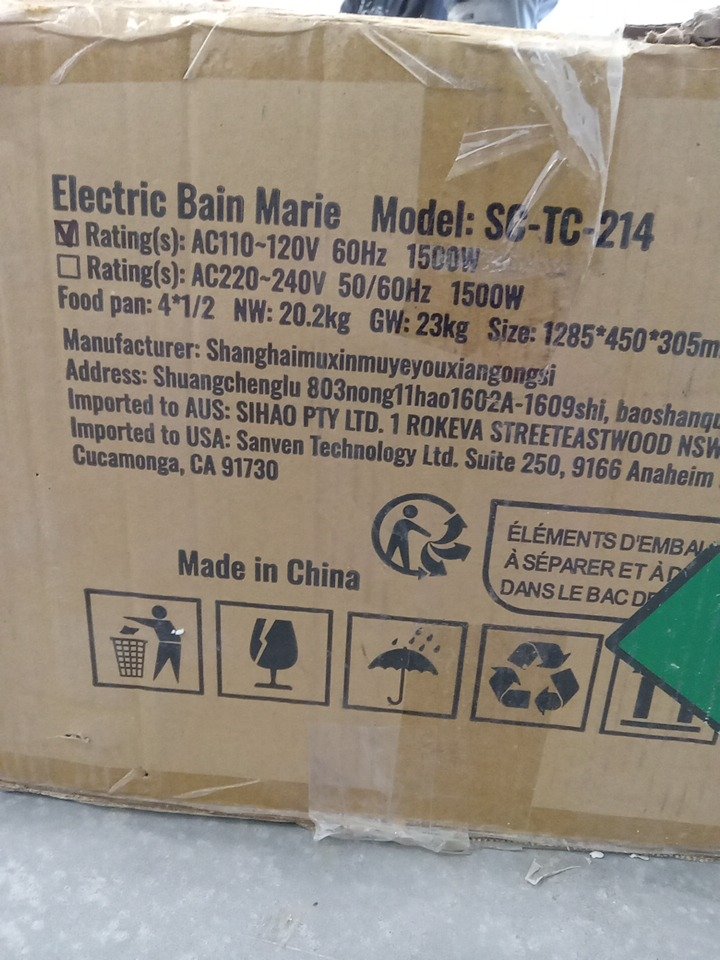 Electric Bain Marie Model: SC-TC-214
Rating(s): AC110~120V 60Hz 1500W
Rating(s): AC220~240V 50/60Hz 1500W
Food pan: 4*1/2 NW: 20.2kg GW: 23kg Size: 1285*450*305m
Manufacturer: Shanghaimuxinmuyeyouxiangongsi
Address: Shuangchenglu 803nong11hao1602A-1609shi, baoshanqu
Imported to AUS: SIHAO PTY LTD. 1 ROKEVA STREETEASTWOOD NSW
Imported to USA: Sanven Technology Ltd. Suite 250, 9166 Anaheim
Cucamonga, CA 91730
ÉLÉMENTS D'EMBAL
À SÉPARER ET À D
DANS LE BAC DE
Made in China